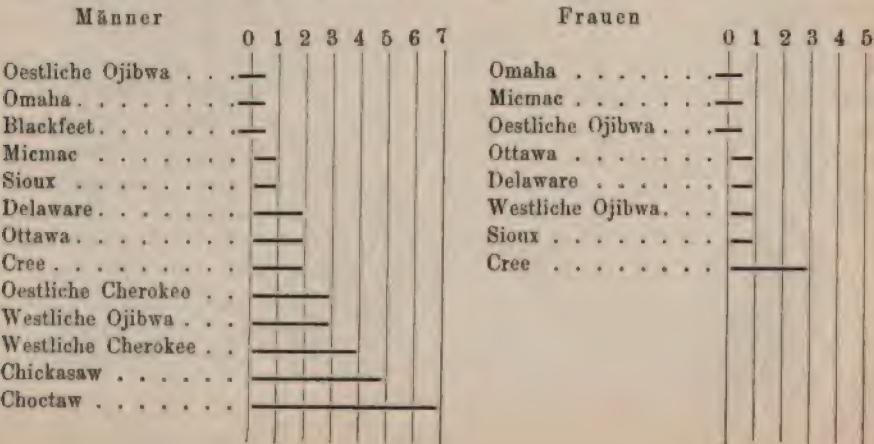 Männer
0 1 2 3 4 5 6 7
Oestliche Ojibwa . . .
Omaha . . . . . . .
Blackfeet . . . . . .
Micmac . . . . . . .
Sioux . . . . . . . .
Delaware . . . . . . .
Ottawa . . . . . . . .
Cree . . . . . . . . .
Oestliche Cherokee . .
Westliche Ojibwa . . .
Westliche Cherokee . .
Chickasaw . . . . . .
Choctaw . . . . . . .
Frauen
0 1 2 3 4 5
Omaha . . . . . . .
Micmac . . . . . . .
Oestliche Ojibwa . . .
Ottawa . . . . . . .
Delaware . . . . . .
Westliche Ojibwa . . .
Sioux . . . . . . . .
Cree . . . . . . . .